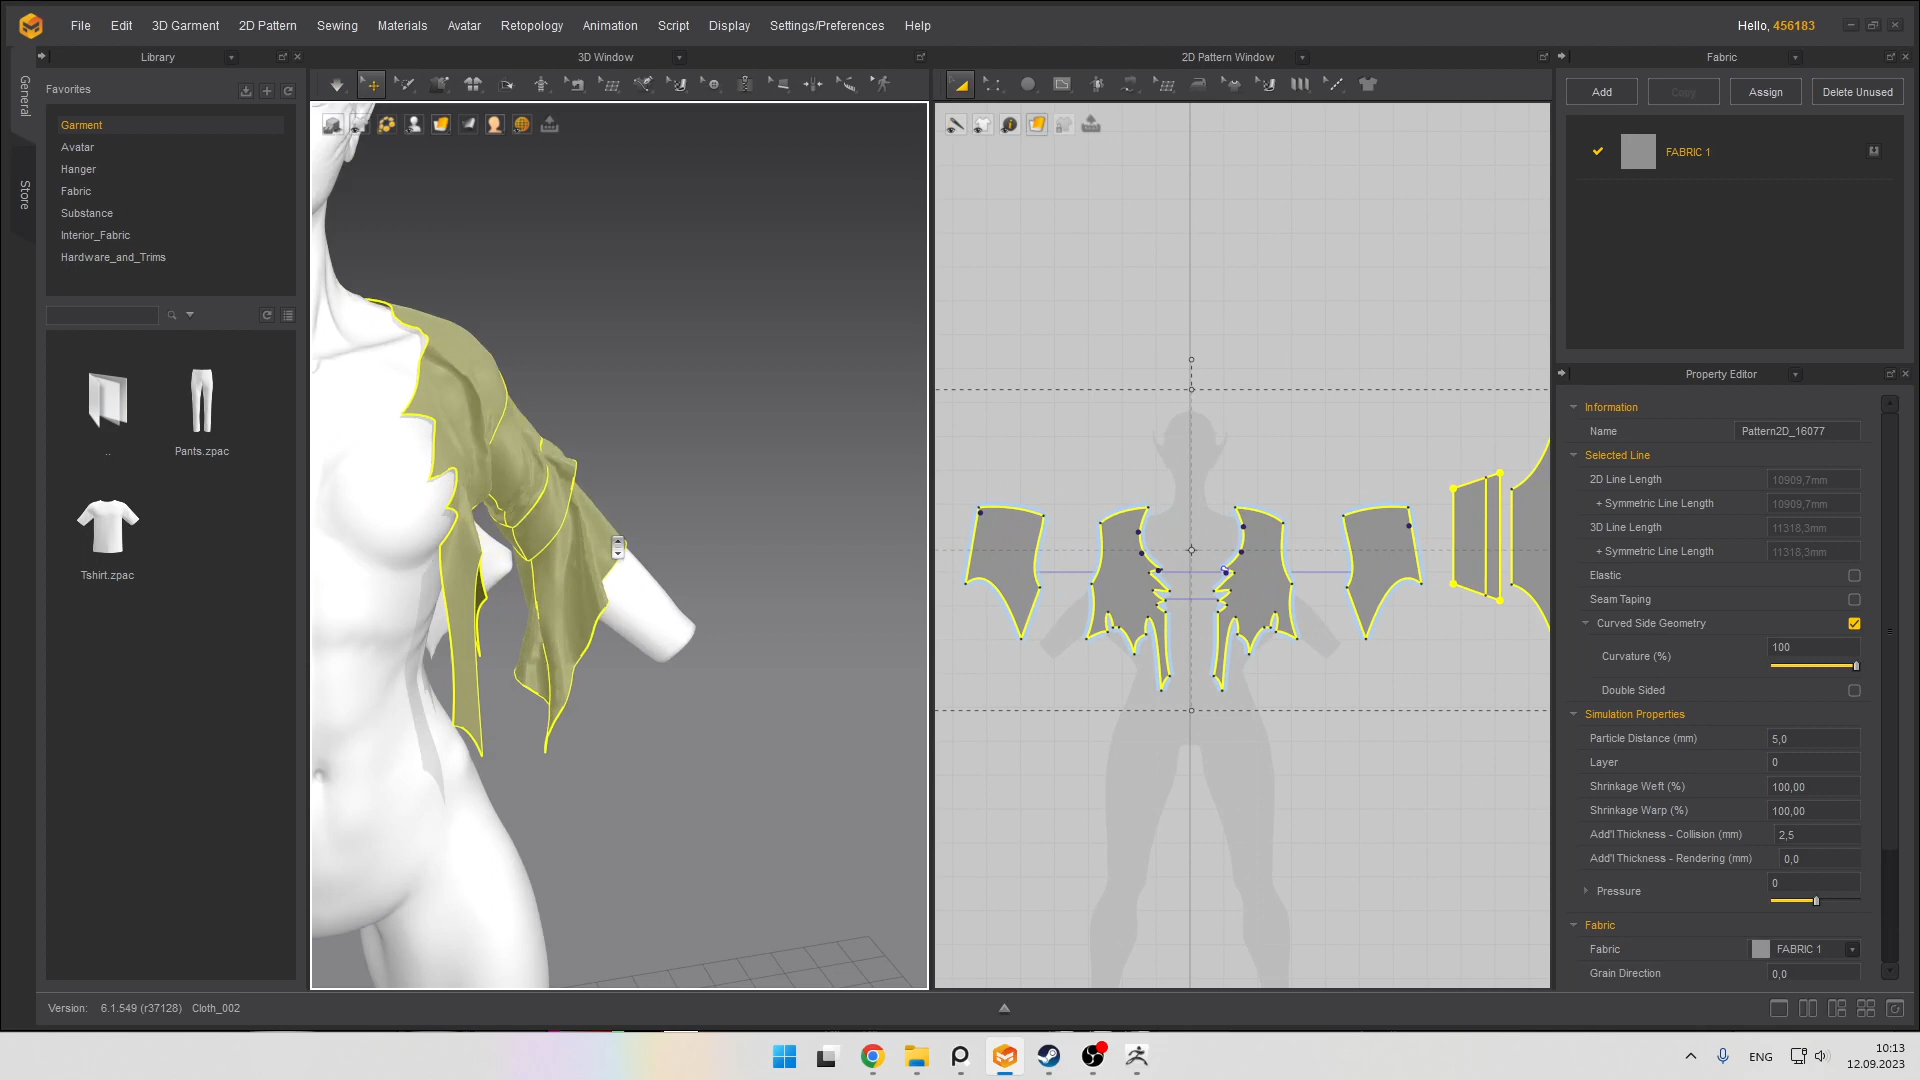 File Edit 3D Garment 2D Pattern Sewing Materials Avatar Retopology Animation Script Display Settings/Preferences Help Hello, 456183
Library 3D Window 2D Pattern Window Fabric
General
Store
Favorites
Garment
Avatar
Hanger
Fabric
Substance
Interior_Fabric
Hardware_and_Trims
..
Pants.zpac
Tshirt.zpac
Add Copy Assign Delete Unused
FABRIC 1
Property Editor
Information
Name Pattern2D_16077
Selected Line
2D Line Length 10909,7mm
+ Symmetric Line Length 10909,7mm
3D Line Length 11318,3mm
+ Symmetric Line Length 11318,3mm
Elastic
Seam Taping
Curved Side Geometry
Curvature (%) 100
Double Sided
Simulation Properties
Particle Distance (mm) 5,0
Layer 0
Shrinkage Weft (%) 100,00
Shrinkage Warp (%) 100,00
Add'l Thickness - Collision (mm) 2,5
Add'l Thickness - Rendering (mm) 0,0
Pressure 0
Fabric
Fabric FABRIC 1
Grain Direction 0,0
Version: 6.1.549 (r37128) Cloth_002
ENG
10:13
12.09.2023